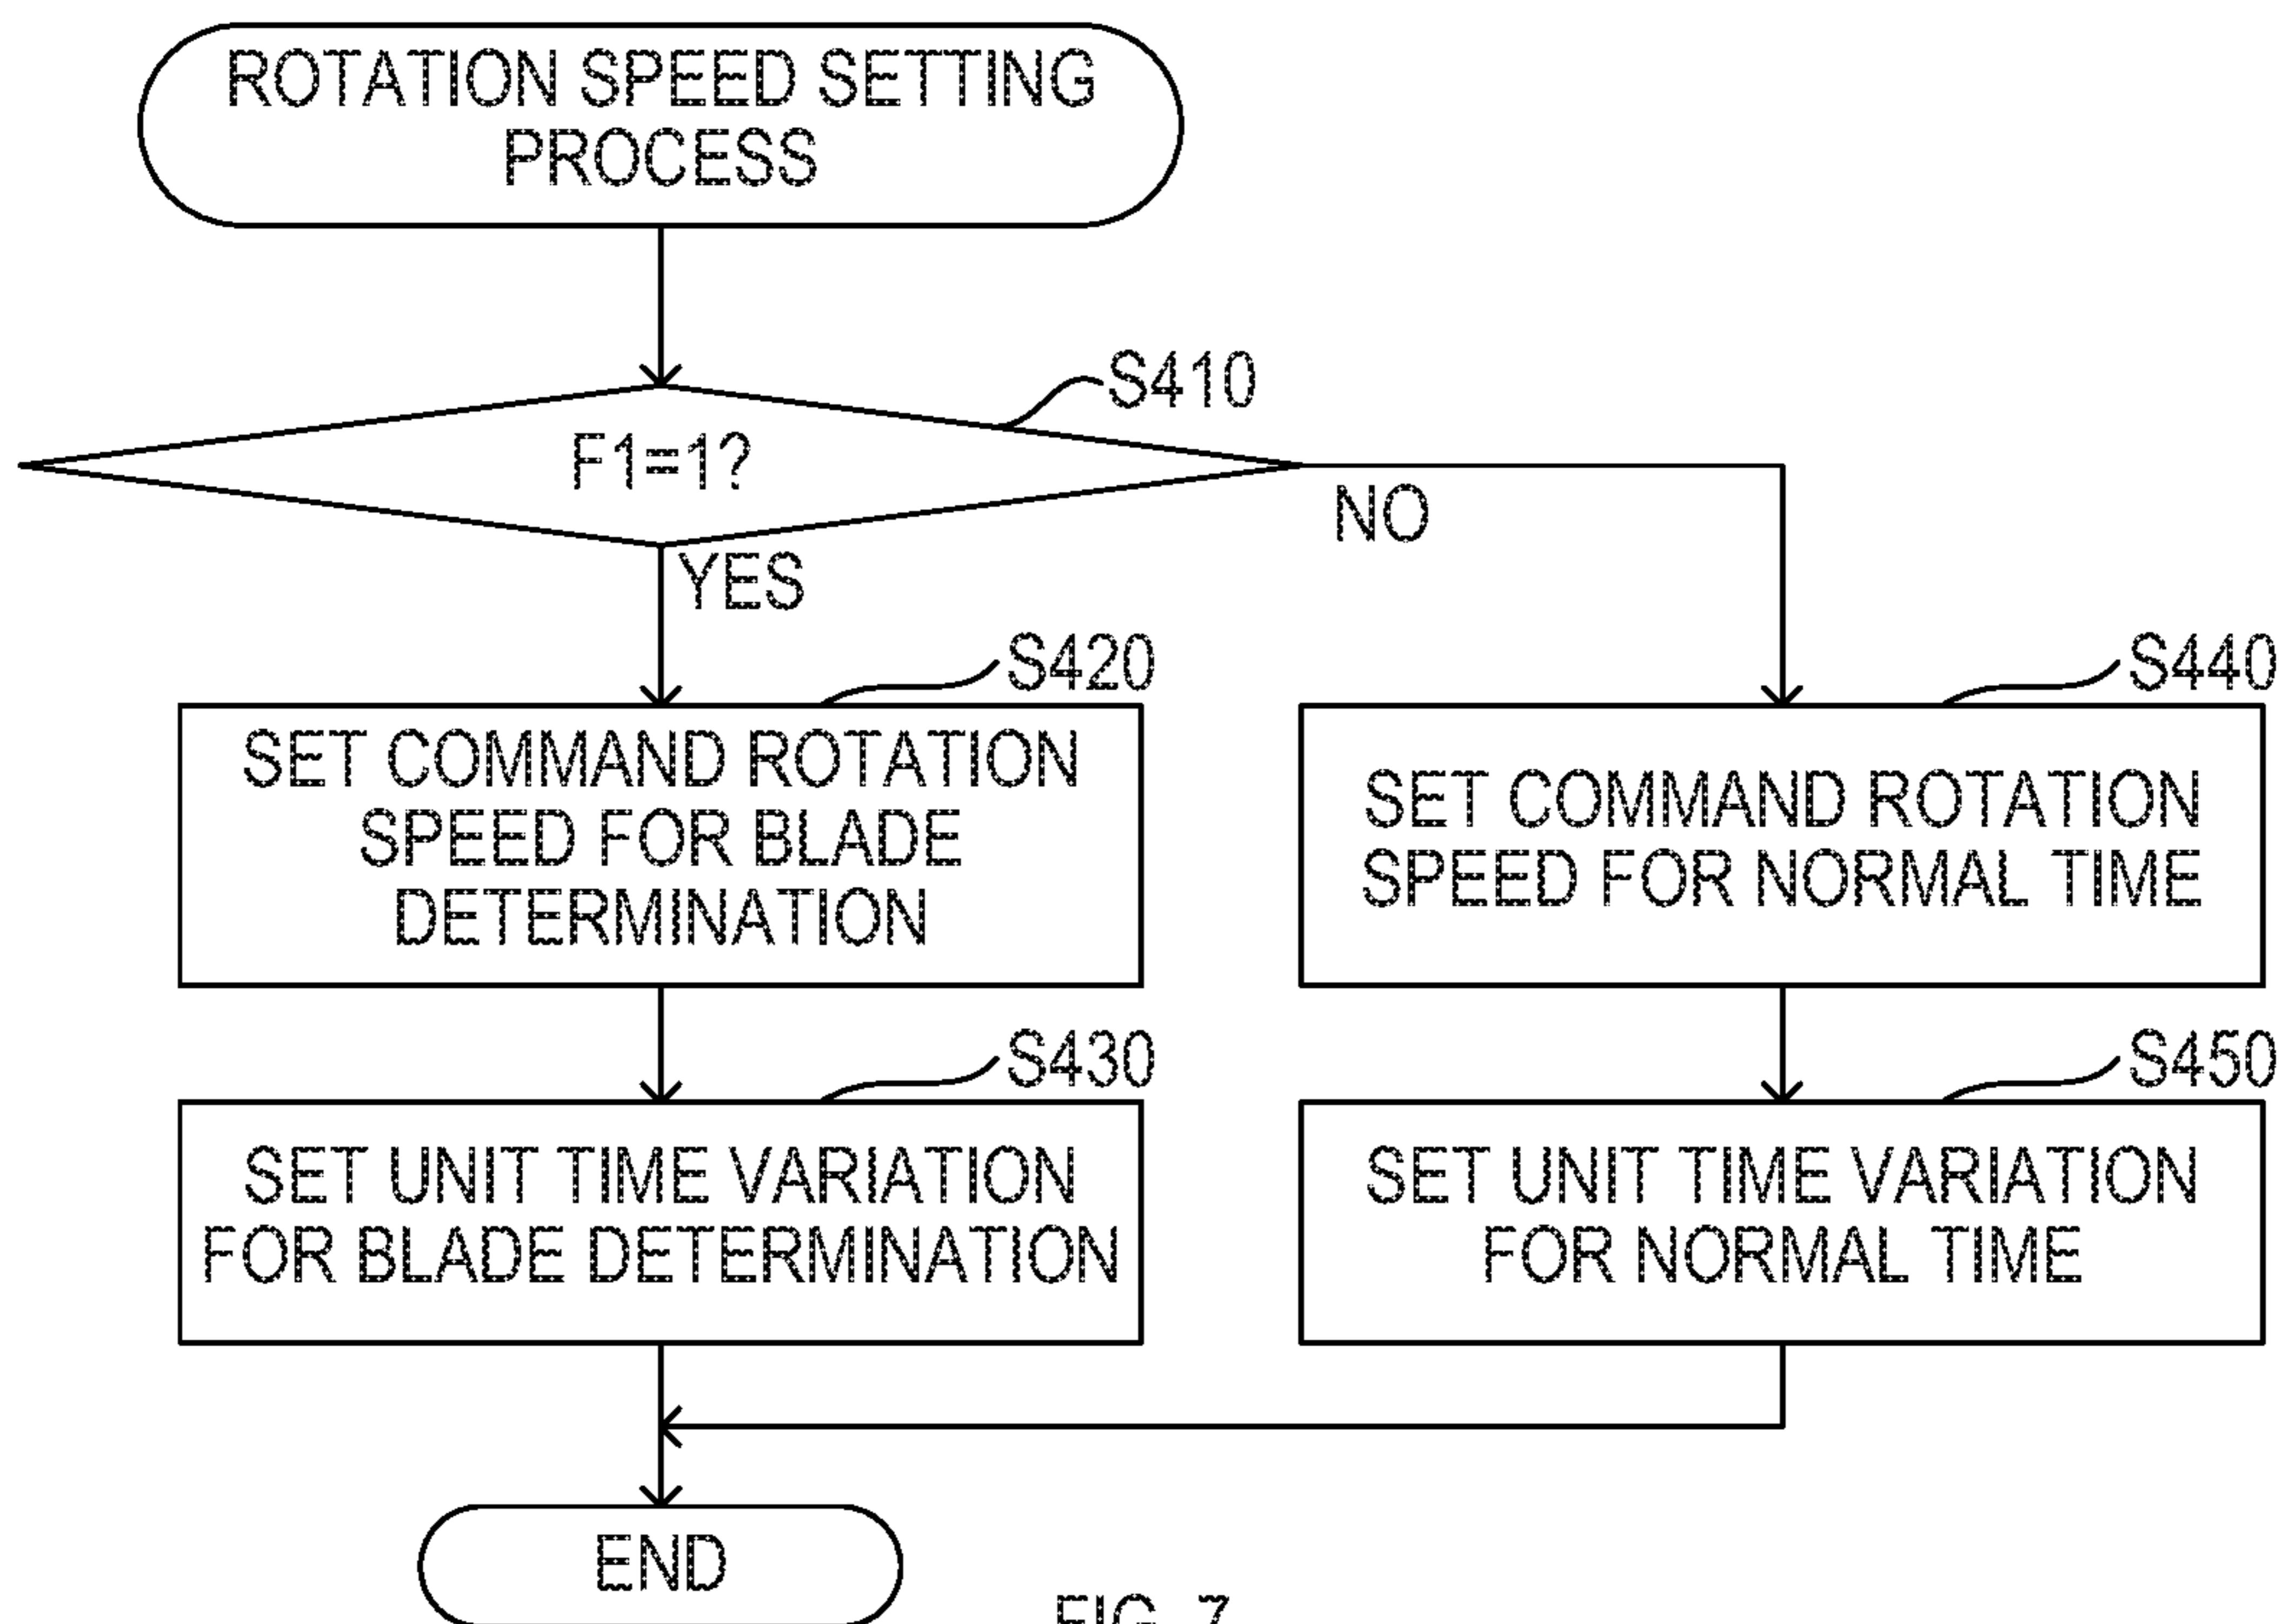 ROTATION SPEED SETTING
PROCESS
S410
F1=1?
NO
YES
S420
SET COMMAND ROTATION
SPEED FOR BLADE
DETERMINATION
S440
SET COMMAND ROTATION
SPEED FOR NORMAL TIME
S430
SET UNIT TIME VARIATION
FOR BLADE DETERMINATION
S450
SET UNIT TIME VARIATION
FOR NORMAL TIME
END
FIG. 7